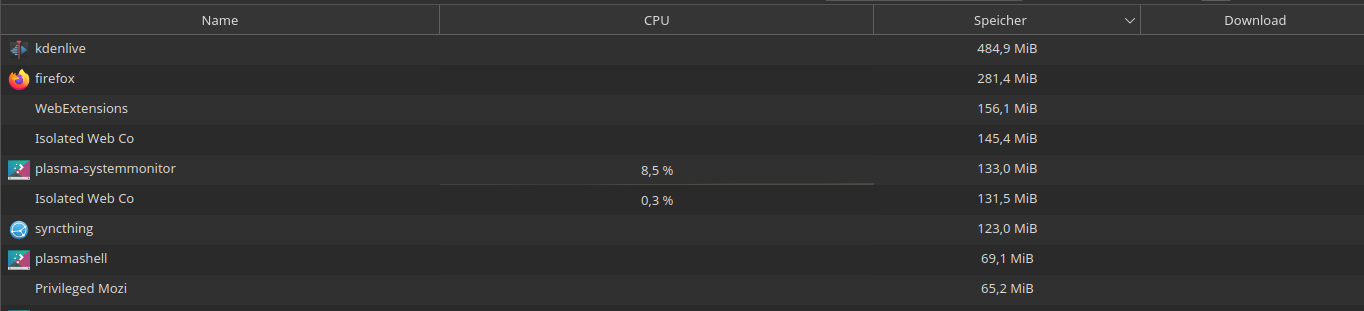 Name CPU Speicher Download
kdenlive 484,9 MiB
firefox 281,4 MiB
WebExtensions 156,1 MiB
Isolated Web Co 145,4 MiB
plasma-systemmonitor 8,5 % 133,0 MiB
Isolated Web Co 0,3 % 131,5 MiB
syncthing 123,0 MiB
plasmashell 69,1 MiB
Privileged Mozi 65,2 MiB